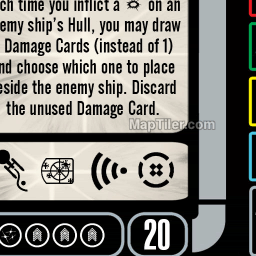 ch time you inflict a on an
emy ship's Hull, you may draw
Damage Cards (instead of 1)
nd choose which one to place
eside the enemy ship. Discard
the unused Damage Card.
MapTiler.com
20